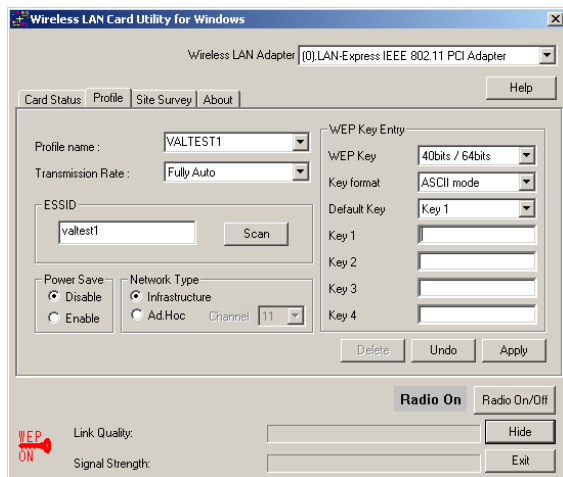 Wireless LAN Card Utility for Windows
Wireless LAN Adapter (0).LAN-Express IEEE 802.11 PCI Adapter
Help
Card Status Profile Site Survey About
Profile name : VALTEST1
Transmission Rate : Fully Auto
ESSID
valtest1 Scan
Power Save
Disable
Enable
Network Type
Infrastructure
Ad.Hoc Channel 11
WEP Key Entry
WEP Key 40bits / 64bits
Key format ASCII mode
Default Key Key 1
Key 1
Key 2
Key 3
Key 4
Delete Undo Apply
Radio On Radio On/Off
WEP
ON
Link Quality: Hide
Signal Strength: Exit